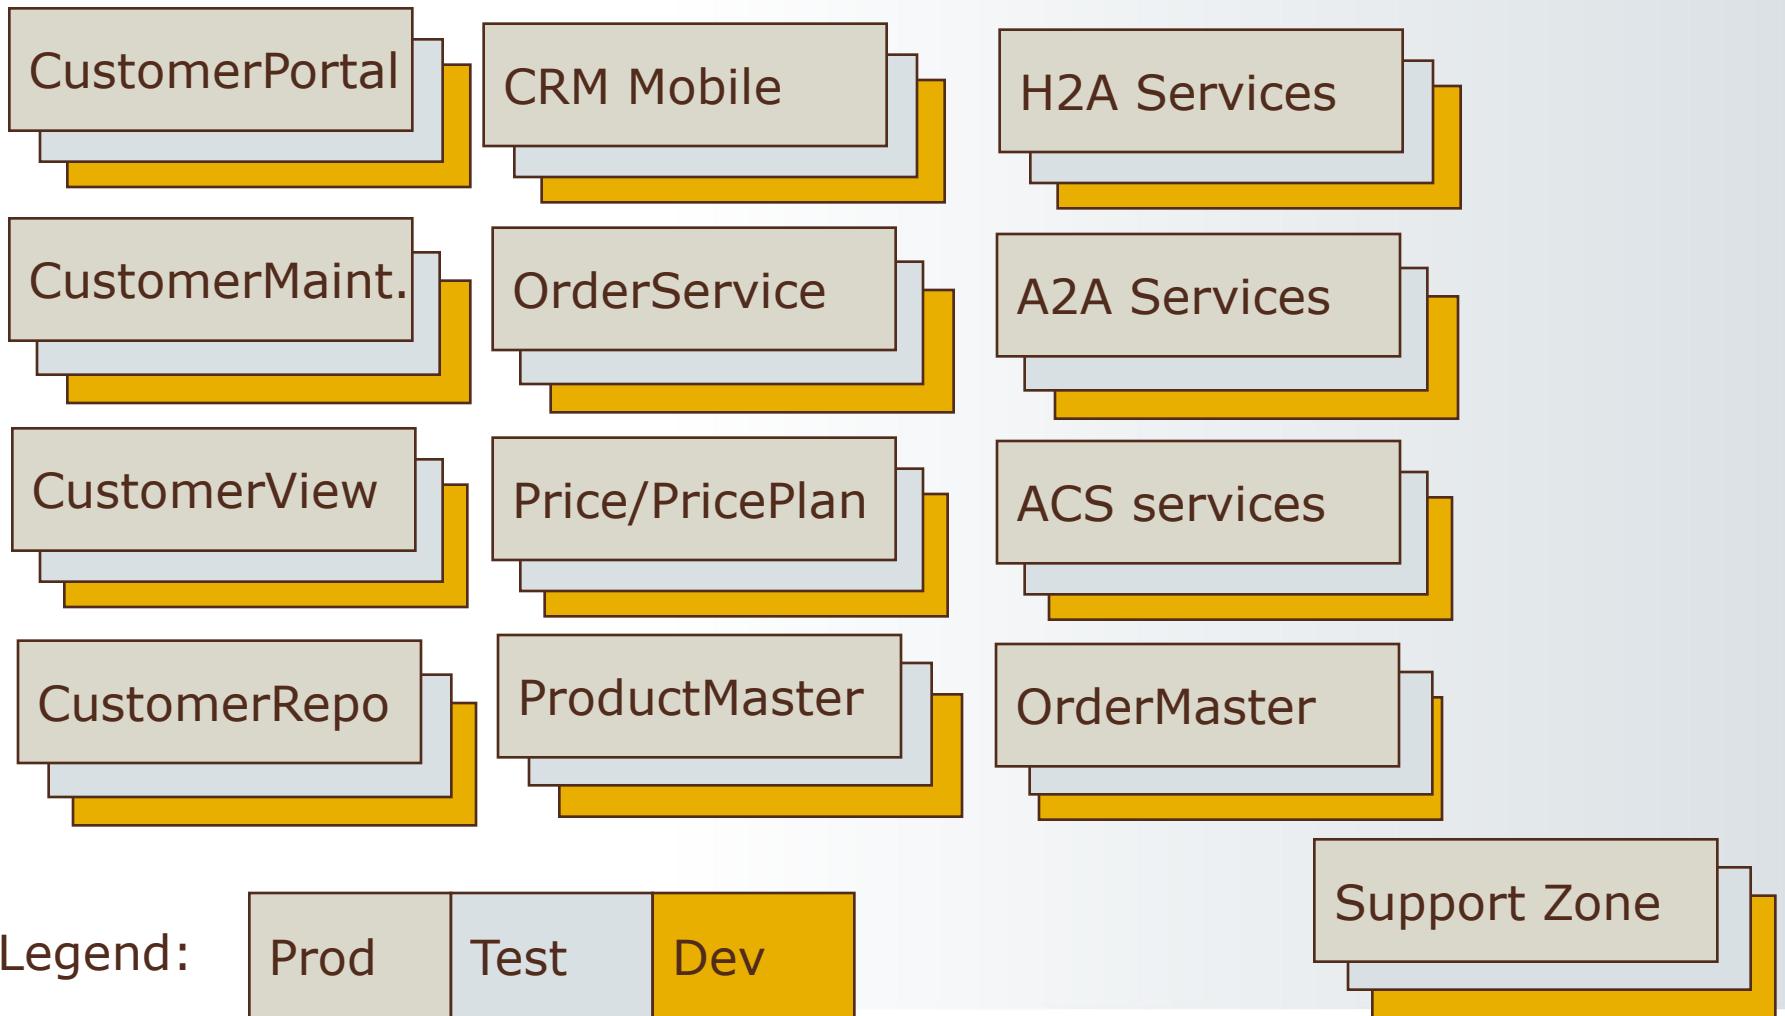 CustomerPortal
CRM Mobile
H2A Services
CustomerMaint.
OrderService
A2A Services
CustomerView
Price/PricePlan
ACS services
CustomerRepo
ProductMaster
OrderMaster
Support Zone
Legend:
Prod
Test
Dev